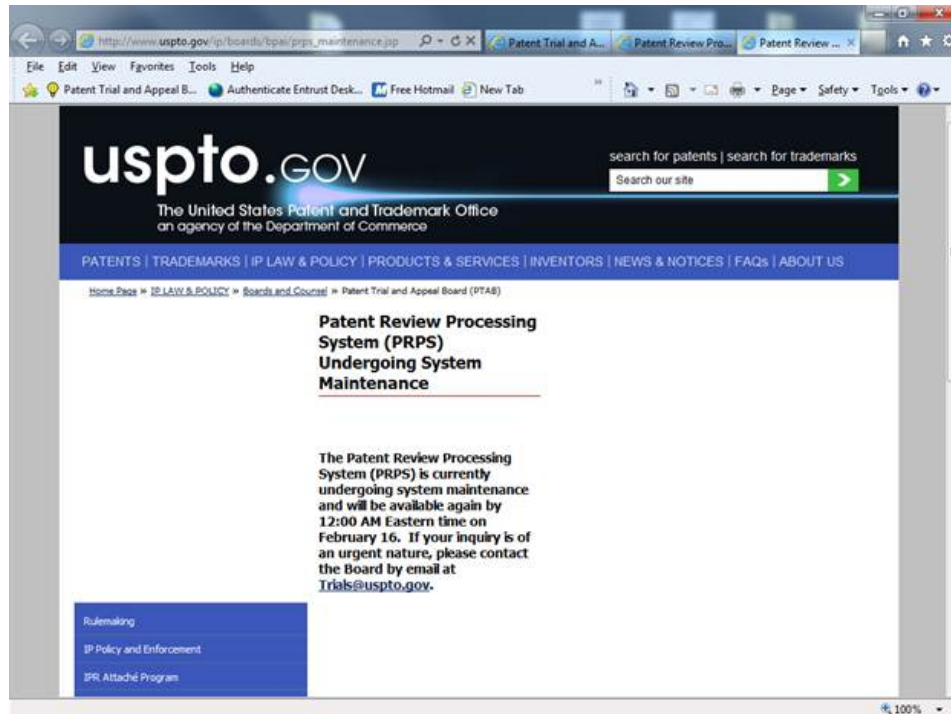 http://www.uspto.gov/ip/boards/bpai/prps_maintenance.jsp
Patent Trial and A...
Patent Review Pro...
Patent Review ...
File Edit View Favorites Tools Help
Patent Trial and Appeal B... Authenticate Entrust Desk... Free Hotmail New Tab
Page Safety Tools
uspto.GOV
search for patents | search for trademarks
Search our site
The United States Patent and Trademark Office
an agency of the Department of Commerce
PATENTS | TRADEMARKS | IP LAW & POLICY | PRODUCTS & SERVICES | INVENTORS | NEWS & NOTICES | FAQs | ABOUT US
Home Page » IP LAW & POLICY » Boards and Counsel » Patent Trial and Appeal Board (PTAB)
Patent Review Processing
System (PRPS)
Undergoing System
Maintenance
The Patent Review Processing
System (PRPS) is currently
undergoing system maintenance
and will be available again by
12:00 AM Eastern time on
February 16. If your inquiry is of
an urgent nature, please contact
the Board by email at
Trials@uspto.gov.
Rulemaking
IP Policy and Enforcement
IPR Attaché Program
100%